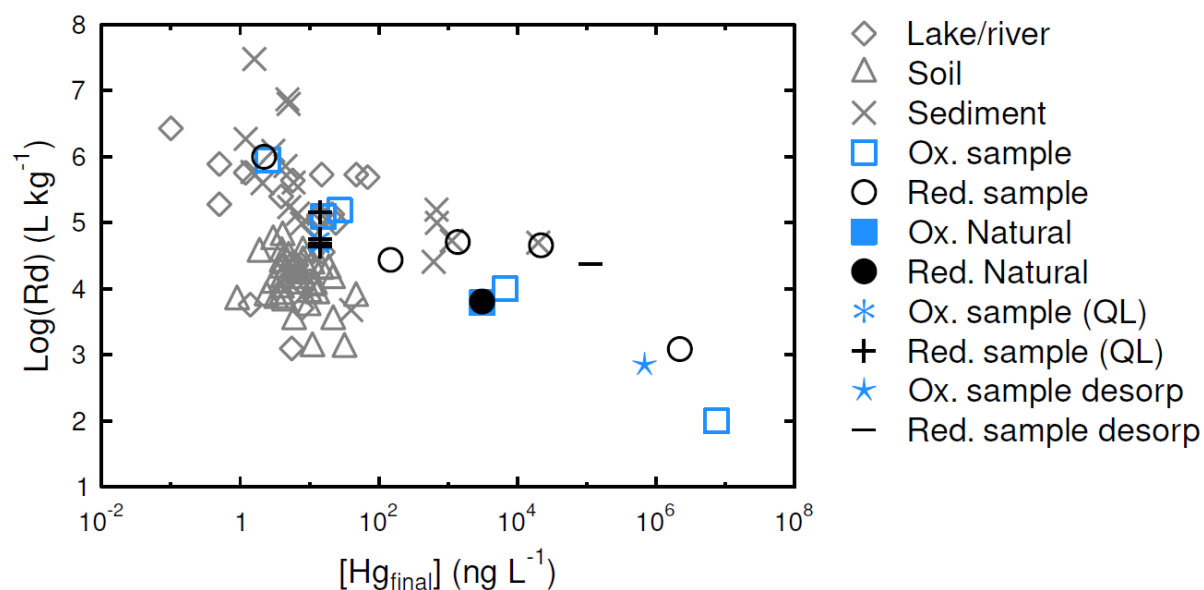 8
7
6
5
4
3
2
1
Log(Rd) (L kg⁻¹)
10⁻²
1
10²
10⁴
10⁶
10⁸
[Hg_final] (ng L⁻¹)
Lake/river
Soil
Sediment
Ox. sample
Red. sample
Ox. Natural
Red. Natural
Ox. sample (QL)
Red. sample (QL)
Ox. sample desorp
Red. sample desorp